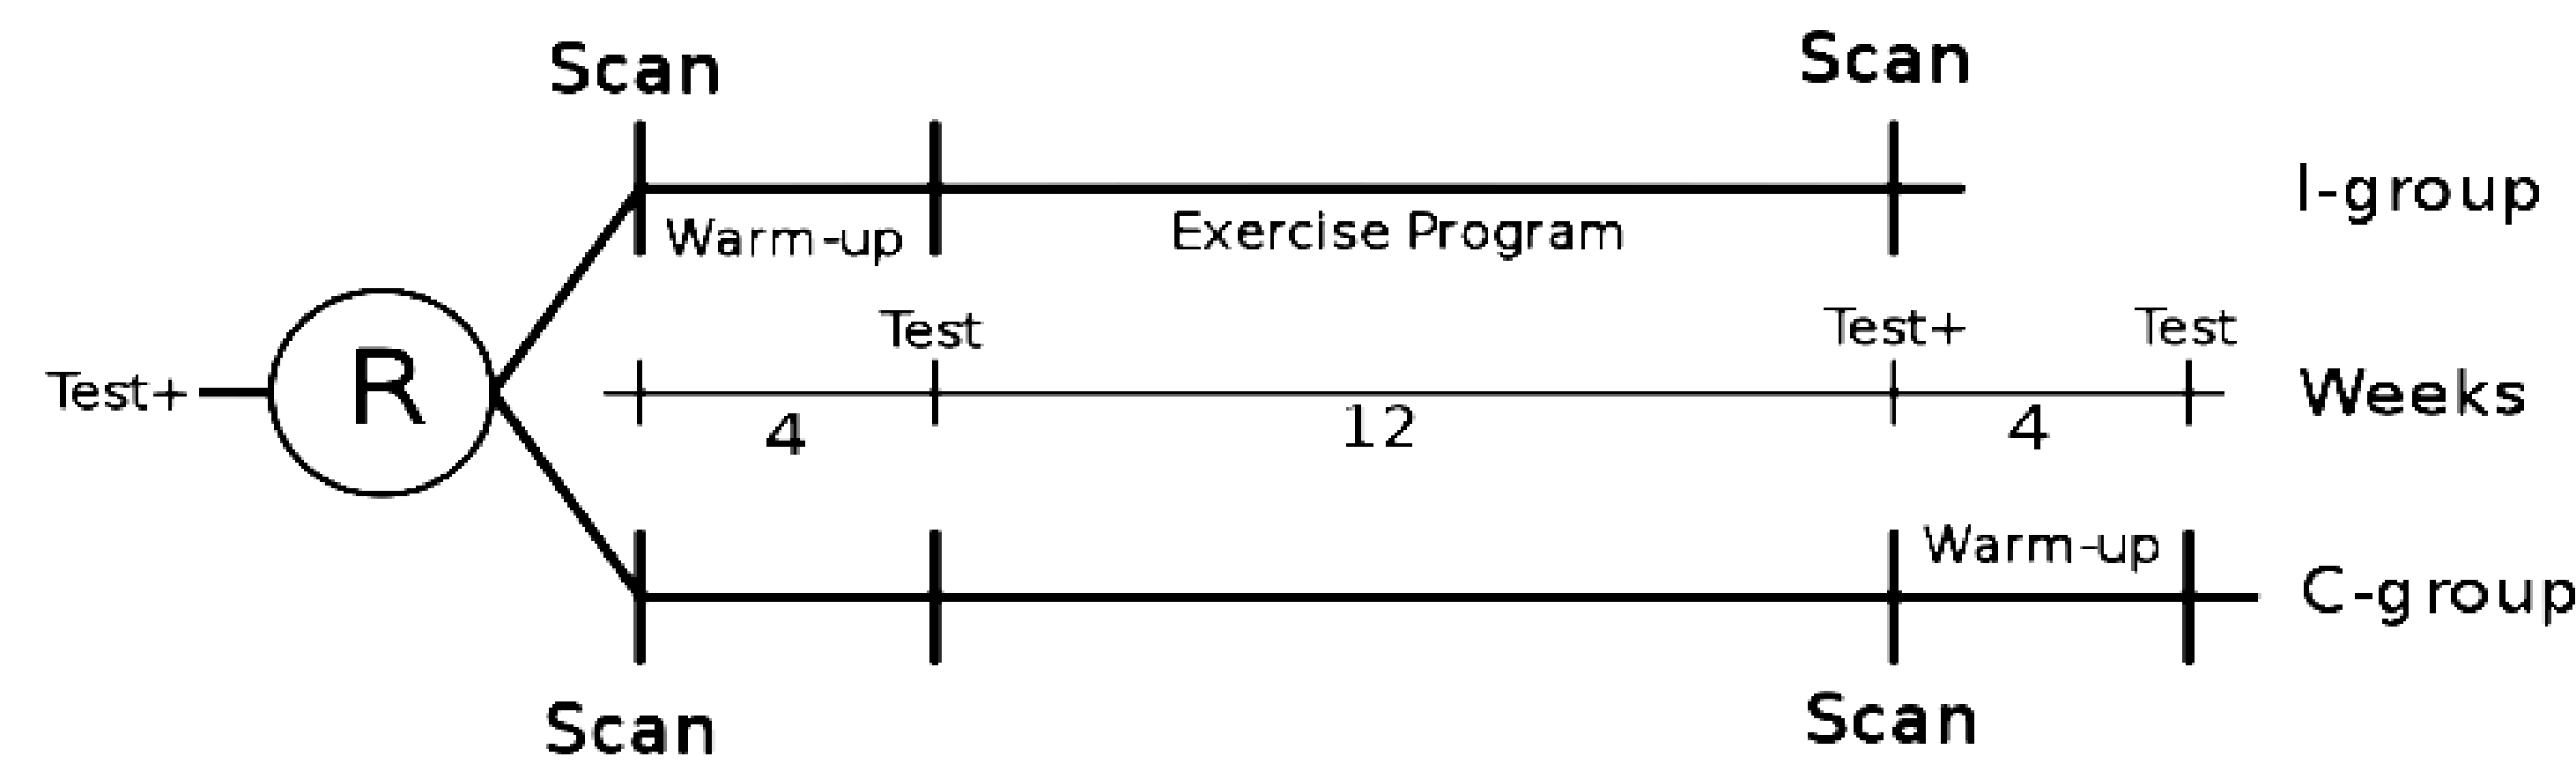 Scan
Scan
I-group
Warm-up
Exercise Program
Test
Test+
Test
Test+
R
Weeks
4
12
4
Warm-up
C-group
Scan
Scan